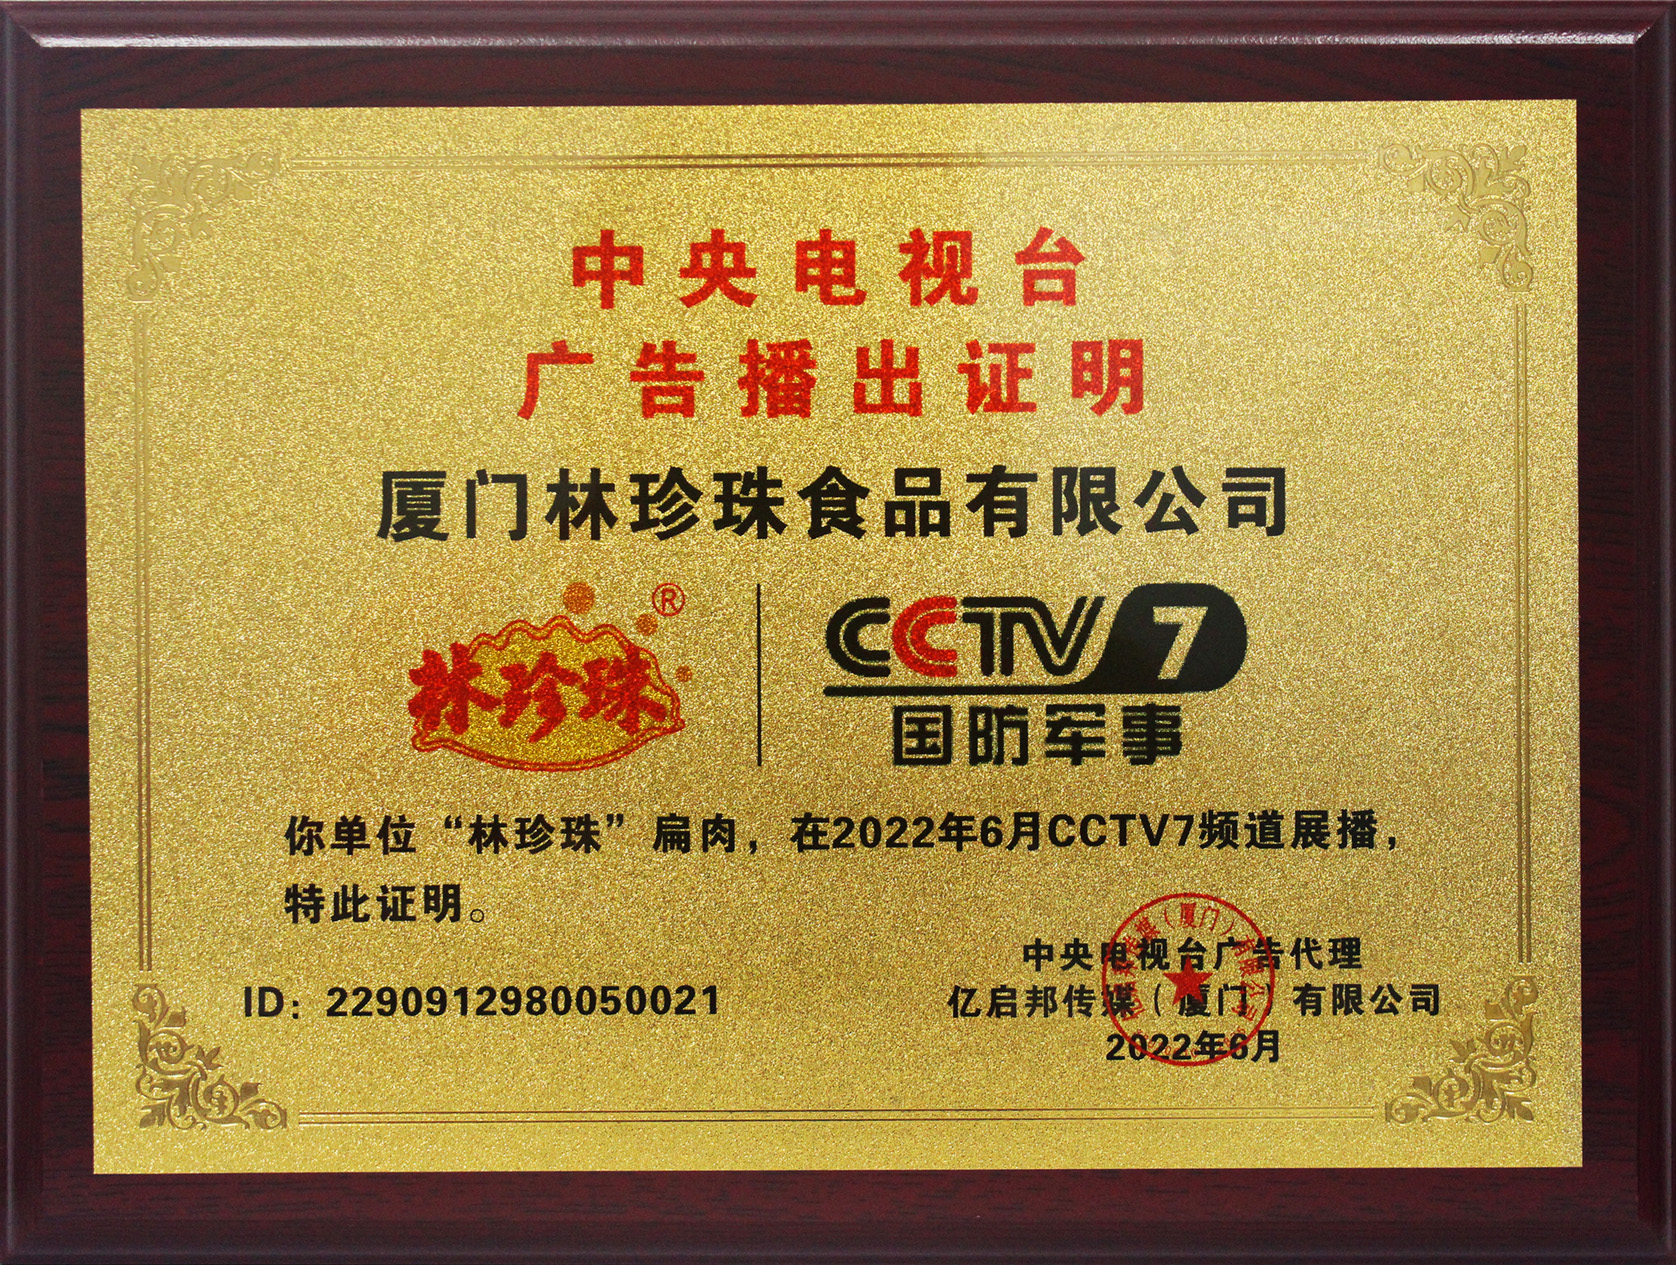 中央电视台
广告播出证明
厦门林珍珠食品有限公司
林珍珠®
CCTV 7
国防军事
你单位“林珍珠”扁肉，在2022年6月CCTV7频道展播，
特此证明。
中央电视台广告代理
ID：2290912980050021
亿启邦传媒（厦门）有限公司
2022年6月